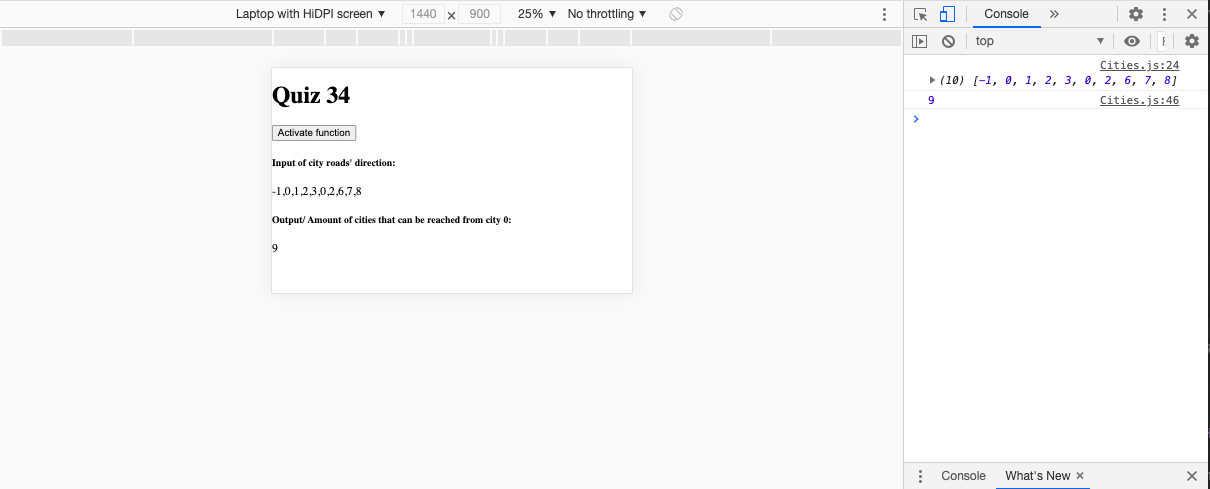 Laptop with HiDPI screen ▼ 1440 × 900 25% ▼ No throttling ▼
Console »
top ▼
Cities.js:24
▶ (10) [-1, 0, 1, 2, 3, 0, 2, 6, 7, 8]
9 Cities.js:46
>
Quiz 34
Activate function
Input of city roads' direction:
-1,0,1,2,3,0,2,6,7,8
Output/ Amount of cities that can be reached from city 0:
9
Console What's New ×